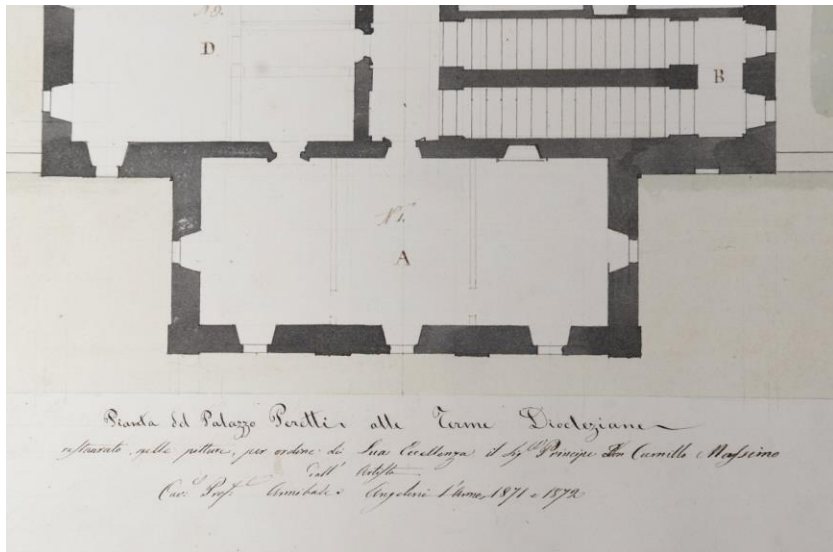 N 2.
D
B
N 1.
A
Pianta del Palazzo Peretti alle Terme Diocleziane
restaurato, nelle pitture, per ordine di Sua Eccellenza il Sig.r Principe Don Camillo Massimo
dall' Artista
Cav.e Prof.e Annibale Angelini l'Anno, 1871 e 1872